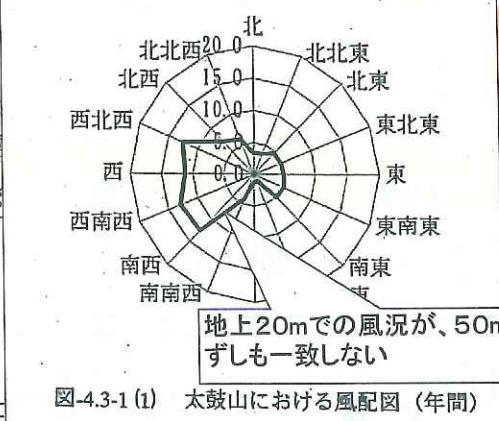 北
北北西
20.0
北北東
北西
15.0
北東
10.0
西北西
東北東
5.0
西
0.0
東
西南西
東南東
南西
南東
南南西
東
地上20mでの風況が、50m
ずしも一致しない
図-4.3-1 (1) 太鼓山における風配図（年間）